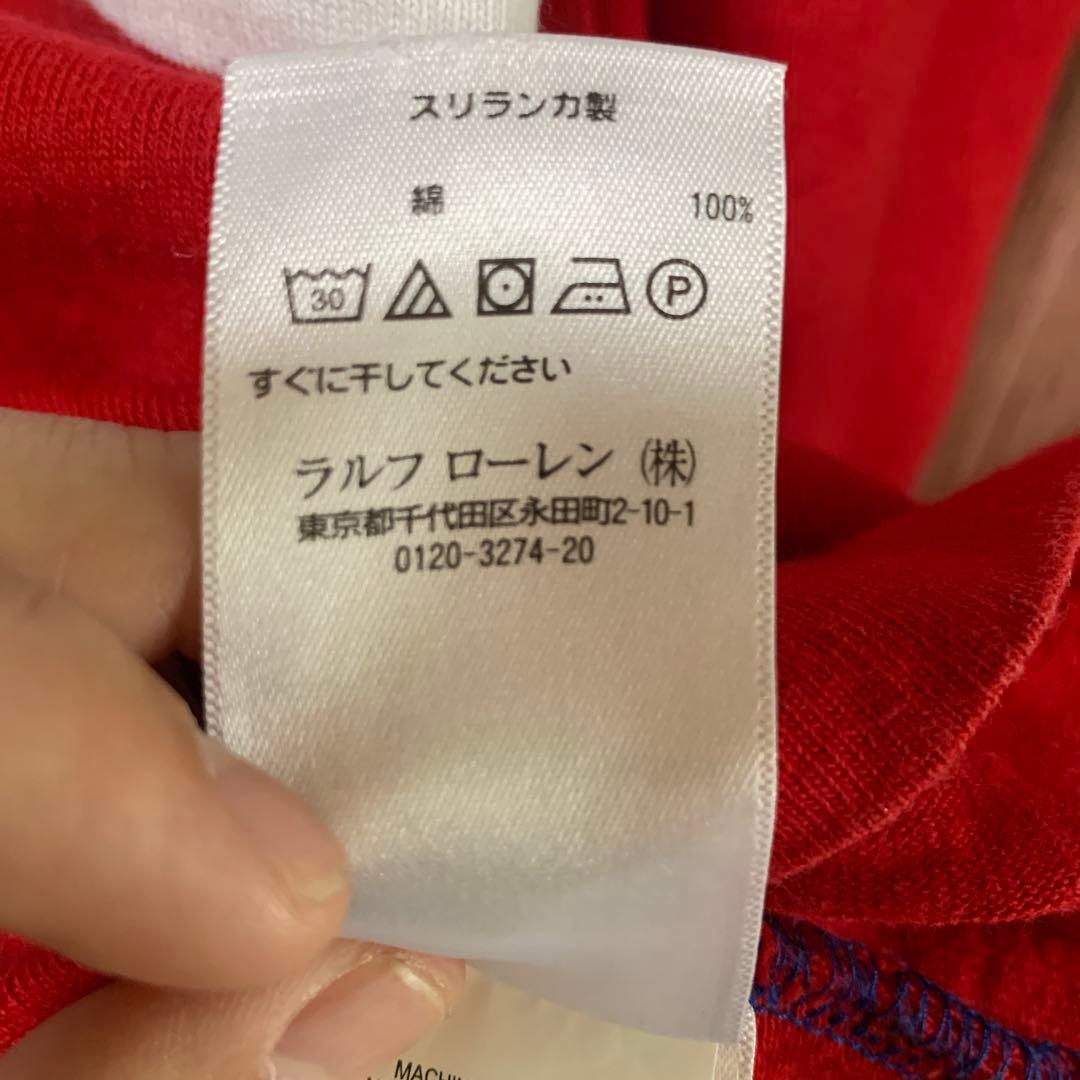 スリランカ製
綿 100%
30 P
すぐに干してください
ラルフ ローレン (株)
東京都千代田区永田町2-10-1
0120-3274-20